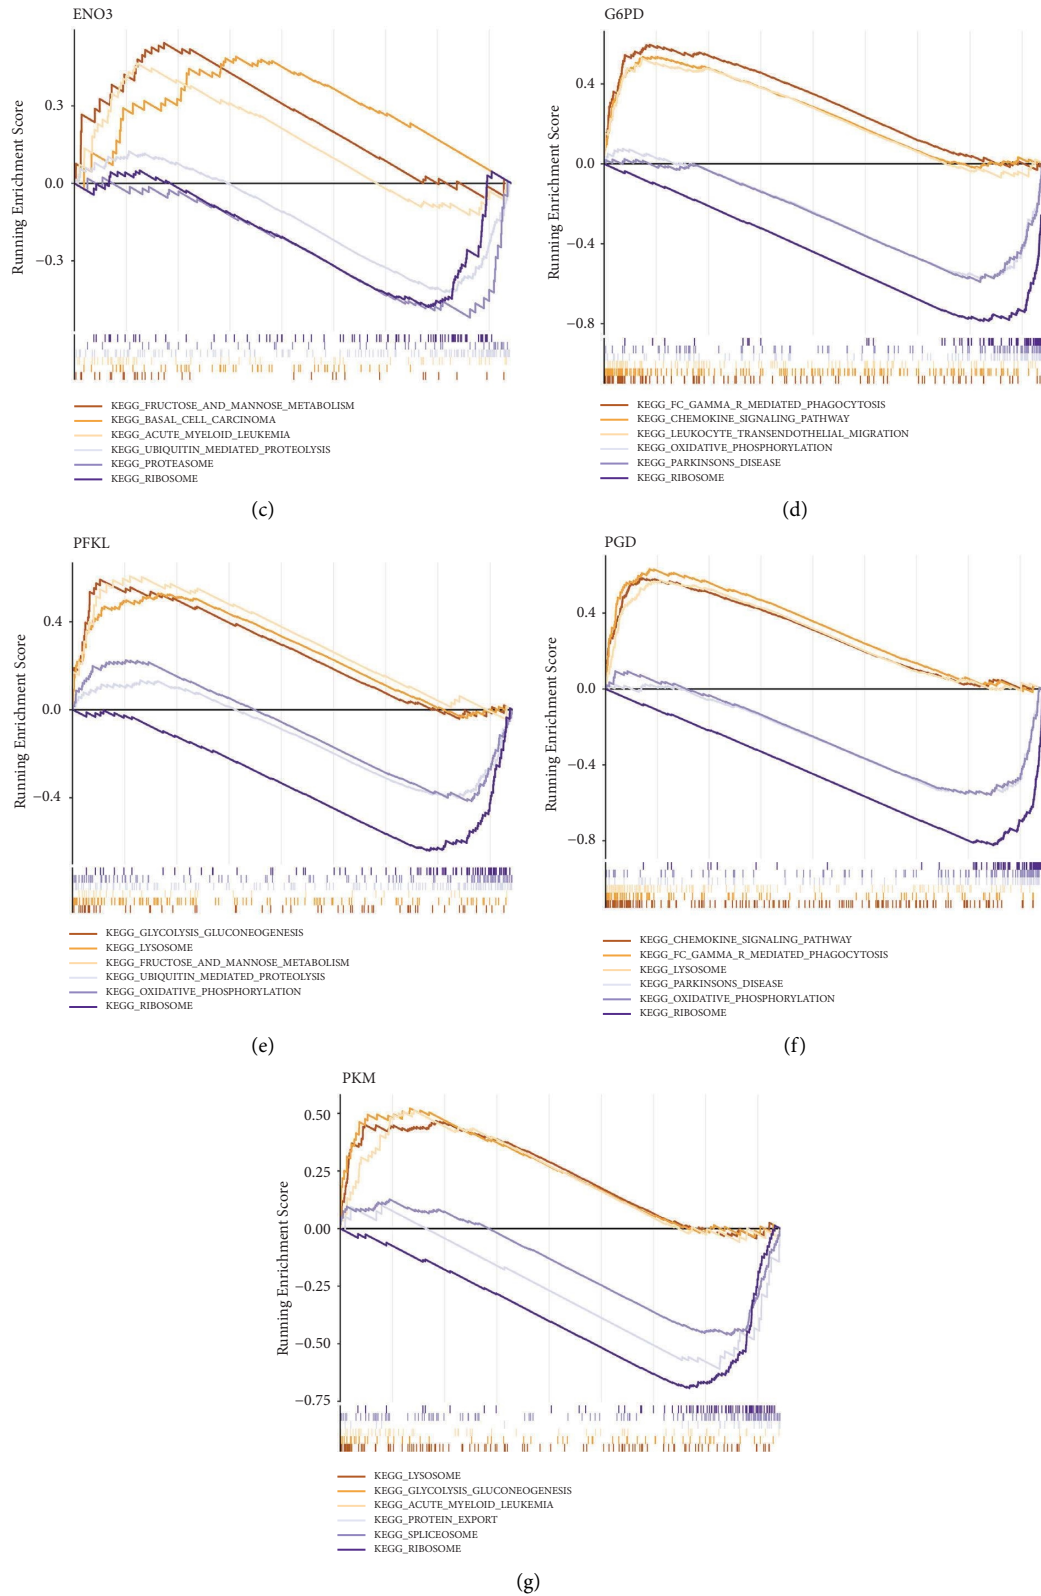 ENO3
Running Enrichment Score
0.3
0.0
−0.3
KEGG_FRUCTOSE_AND_MANNOSE_METABOLISM
KEGG_BASAL_CELL_CARCINOMA
KEGG_ACUTE_MYELOID_LEUKEMIA
KEGG_UBIQUITIN_MEDIATED_PROTEOLYSIS
KEGG_PROTEASOME
KEGG_RIBOSOME
(c)
G6PD
Running Enrichment Score
0.4
0.0
−0.4
−0.8
KEGG_FC_GAMMA_R_MEDIATED_PHAGOCYTOSIS
KEGG_CHEMOKINE_SIGNALING_PATHWAY
KEGG_LEUKOCYTE_TRANSENDOTHELIAL_MIGRATION
KEGG_OXIDATIVE_PHOSPHORYLATION
KEGG_PARKINSONS_DISEASE
KEGG_RIBOSOME
(d)
PFKL
Running Enrichment Score
0.4
0.0
−0.4
KEGG_GLYCOLYSIS_GLUCONEOGENESIS
KEGG_LYSOSOME
KEGG_FRUCTOSE_AND_MANNOSE_METABOLISM
KEGG_UBIQUITIN_MEDIATED_PROTEOLYSIS
KEGG_OXIDATIVE_PHOSPHORYLATION
KEGG_RIBOSOME
(e)
PGD
Running Enrichment Score
0.4
0.0
−0.4
−0.8
KEGG_CHEMOKINE_SIGNALING_PATHWAY
KEGG_FC_GAMMA_R_MEDIATED_PHAGOCYTOSIS
KEGG_LYSOSOME
KEGG_PARKINSONS_DISEASE
KEGG_OXIDATIVE_PHOSPHORYLATION
KEGG_RIBOSOME
(f)
PKM
Running Enrichment Score
0.50
0.25
0.00
−0.25
−0.50
−0.75
KEGG_LYSOSOME
KEGG_GLYCOLYSIS_GLUCONEOGENESIS
KEGG_ACUTE_MYELOID_LEUKEMIA
KEGG_PROTEIN_EXPORT
KEGG_SPLICEOSOME
KEGG_RIBOSOME
(g)